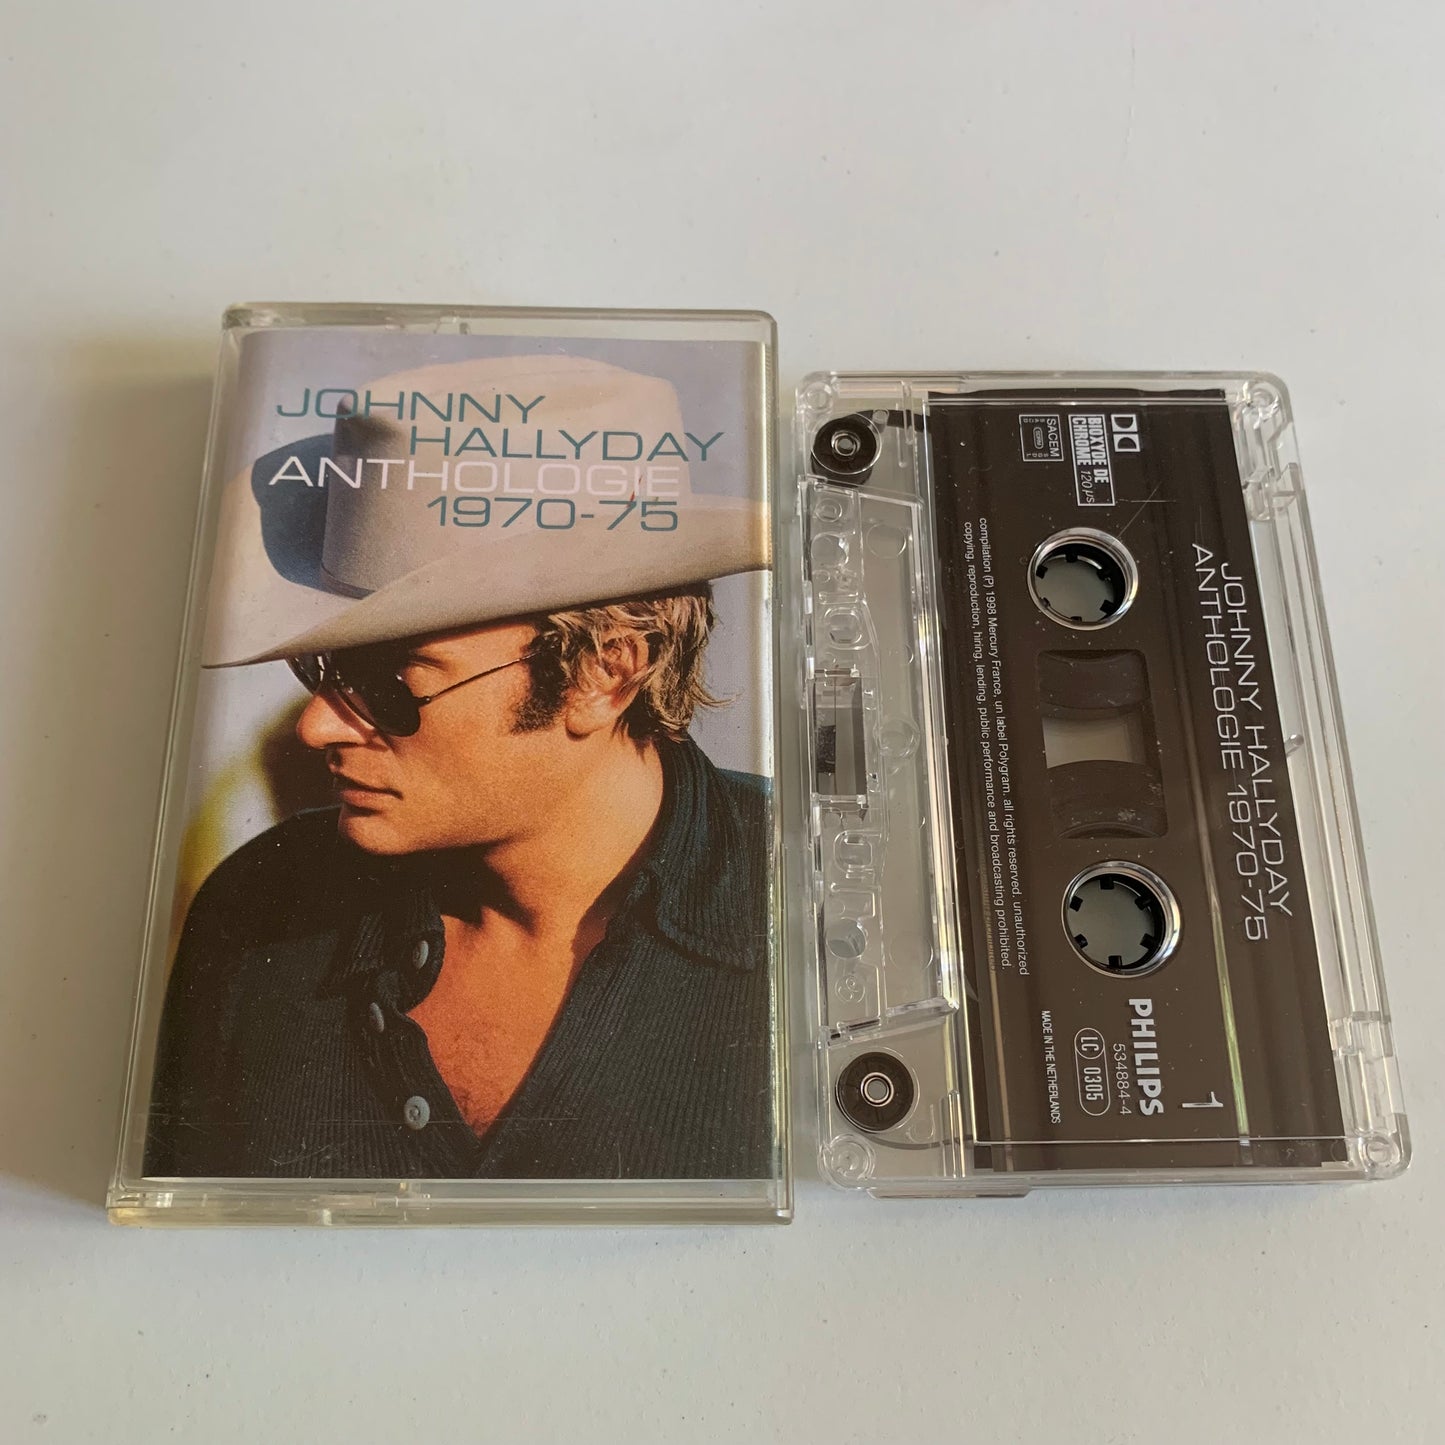 JOHNNY
HALLYDAY
ANTHOLOGIE
1970-75
JOHNNY HALLYDAY
ANTHOLOGIE 1970-75
BIOXYDE DE
CHROME 120 µs
SACEM
compilation (P) 1998 Mercury France, un label Polygram. all rights reserved. unauthorized
copying, reproduction, hiring, lending, public performance and broadcasting prohibited.
1
PHILIPS
534884-4
LC 0305
MADE IN THE NETHERLANDS